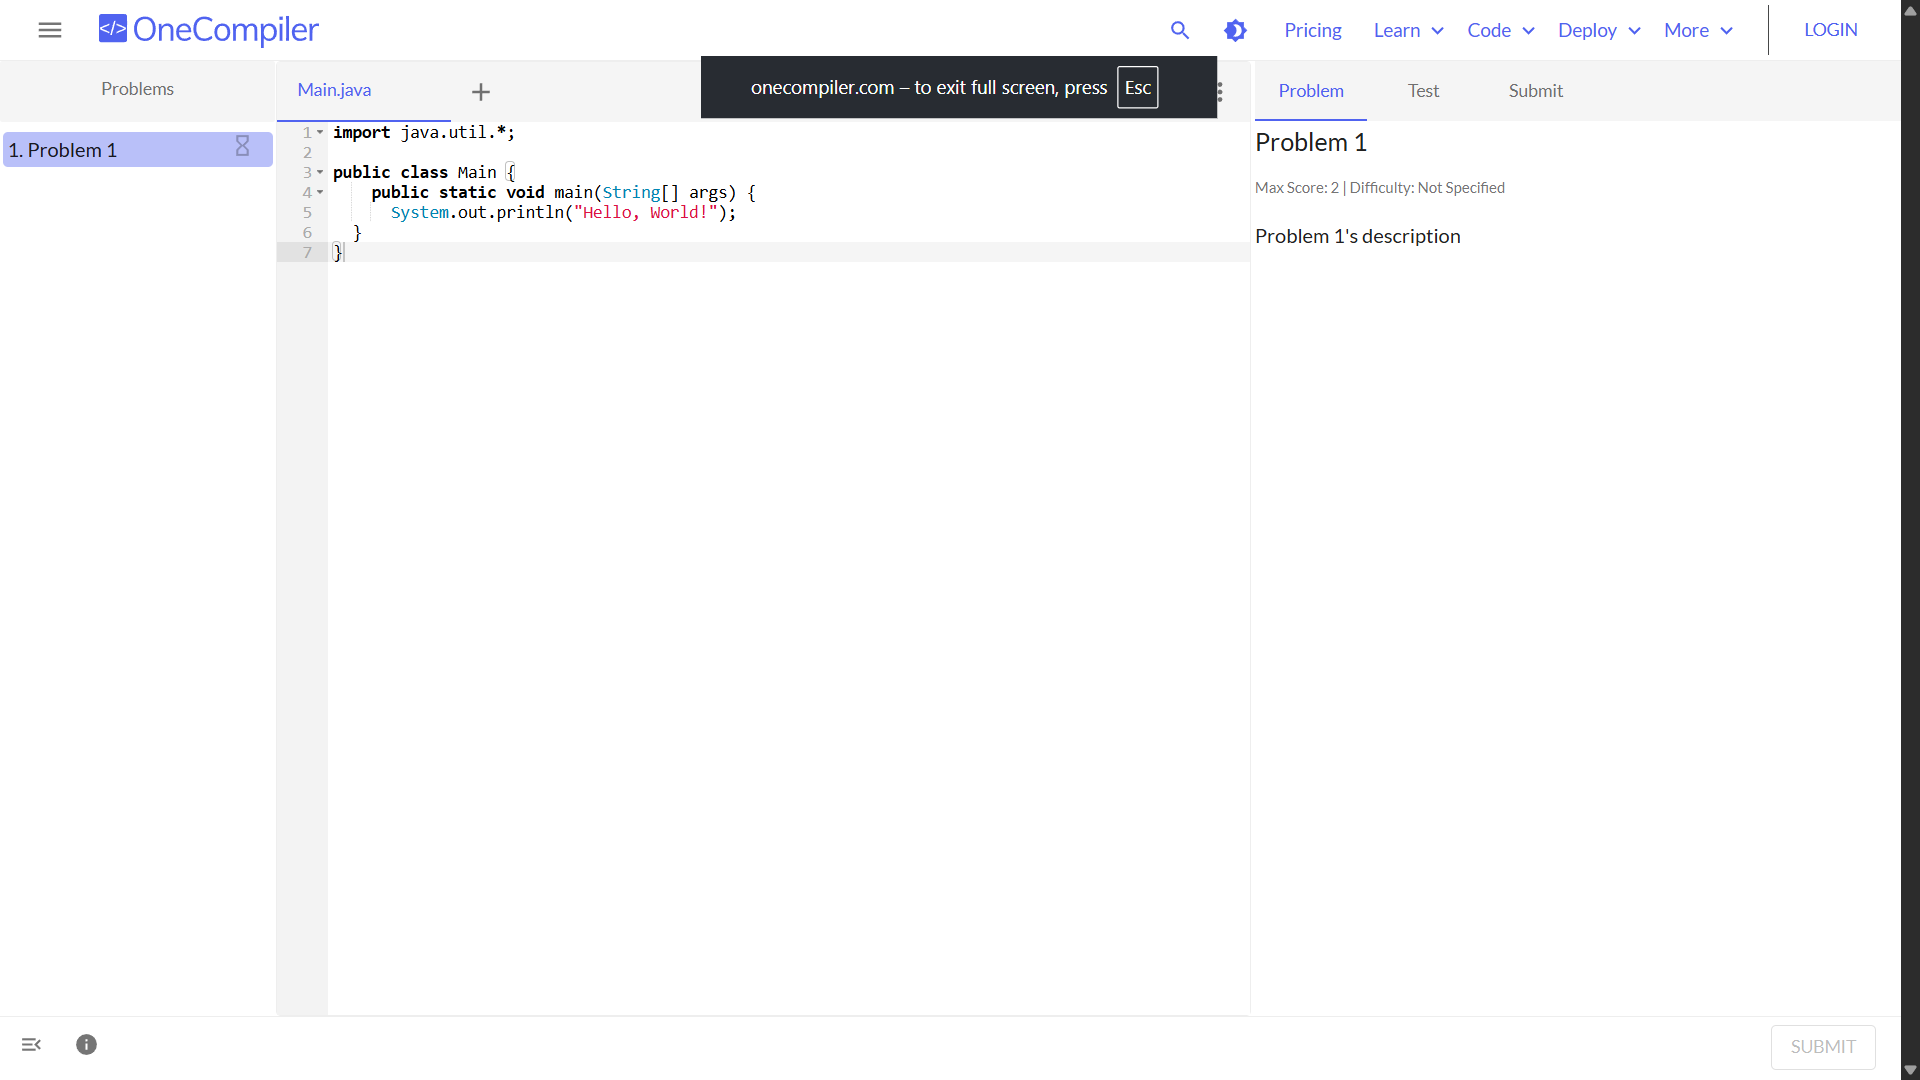 </> OneCompiler
Pricing
Learn
Code
Deploy
More
LOGIN
onecompiler.com – to exit full screen, press Esc
Problems
1. Problem 1
Main.java
1 import java.util.*;
2
3 public class Main {
4 public static void main(String[] args) {
5 System.out.println("Hello, World!");
6 }
7 }
Problem
Test
Submit
Problem 1
Max Score: 2 | Difficulty: Not Specified
Problem 1's description
SUBMIT